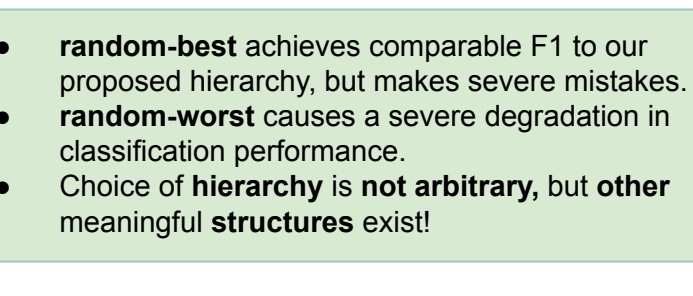 ● random-best achieves comparable F1 to our
proposed hierarchy, but makes severe mistakes.
● random-worst causes a severe degradation in
classification performance.
● Choice of hierarchy is not arbitrary, but other
meaningful structures exist!